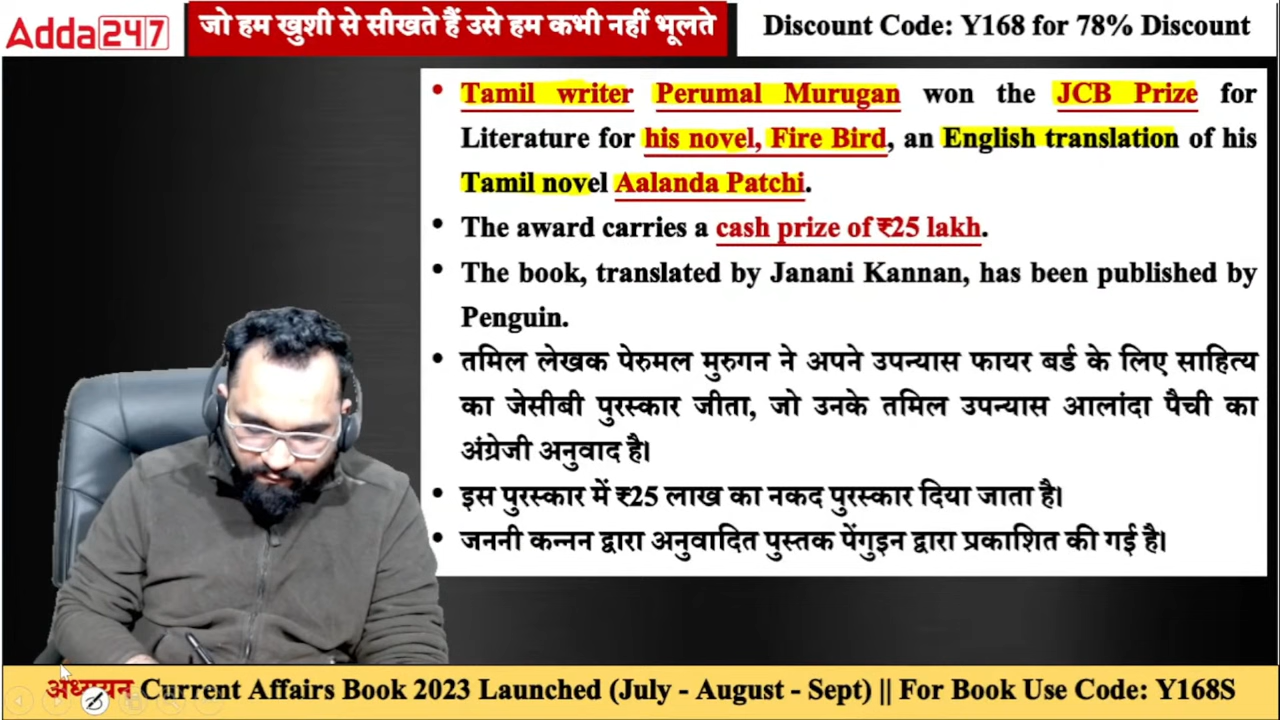 Adda247
जो हम खुशी से सीखते हैं उसे हम कभी नहीं भूलते
Discount Code: Y168 for 78% Discount
• Tamil writer Perumal Murugan won the JCB Prize for
Literature for his novel, Fire Bird, an English translation of his
Tamil novel Aalanda Patchi.
• The award carries a cash prize of ₹25 lakh.
• The book, translated by Janani Kannan, has been published by
Penguin.
• तमिल लेखक पेरुमल मुरुगन ने अपने उपन्यास फायर बर्ड के लिए साहित्य
का जेसीबी पुरस्कार जीता, जो उनके तमिल उपन्यास आलांदा पैची का
अंग्रेजी अनुवाद है।
• इस पुरस्कार में ₹25 लाख का नकद पुरस्कार दिया जाता है।
• जननी कन्नन द्वारा अनुवादित पुस्तक पेंगुइन द्वारा प्रकाशित की गई है।
अध्ययन Current Affairs Book 2023 Launched (July - August - Sept) || For Book Use Code: Y168S